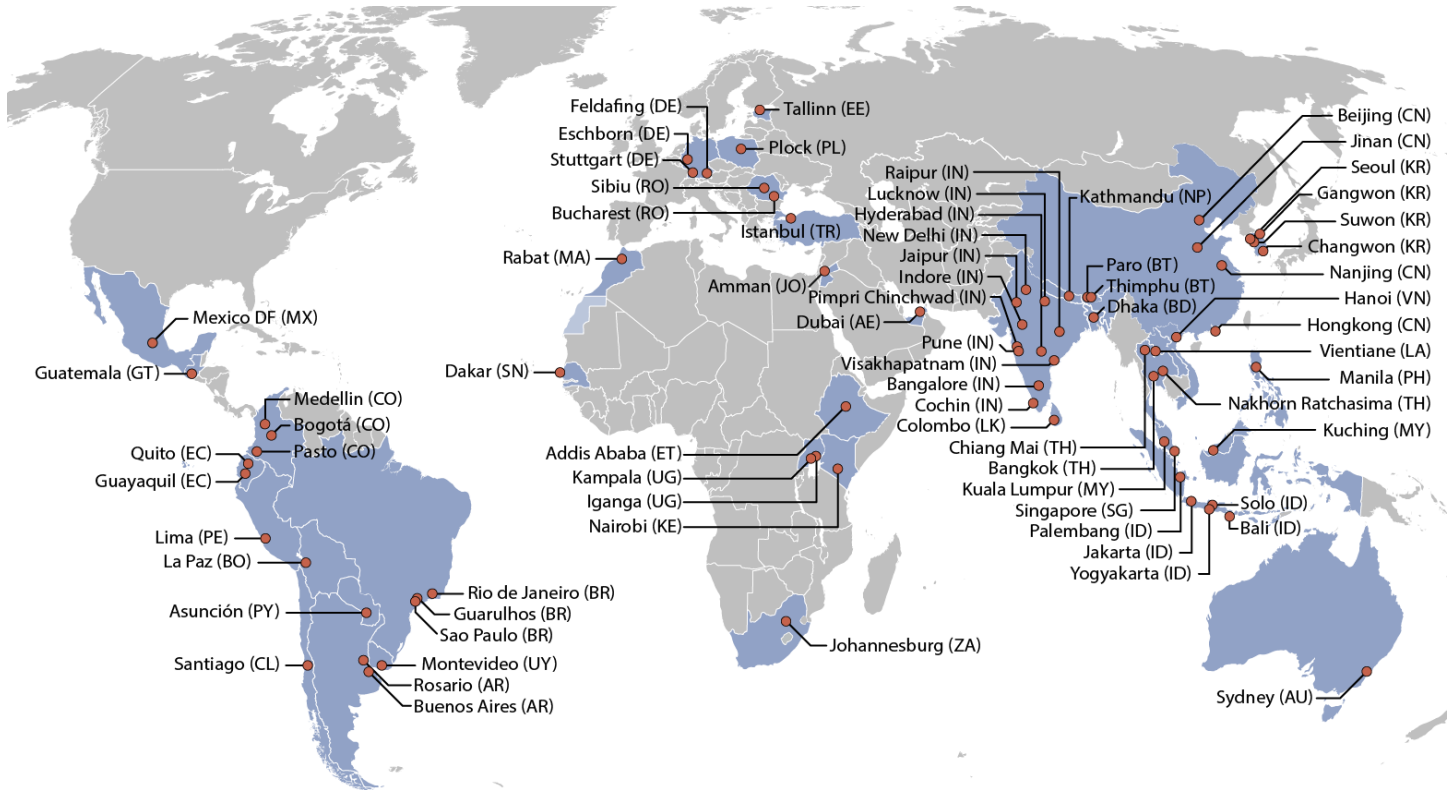 Feldafing (DE)
Tallinn (EE)
Beijing (CN)
Eschborn (DE)
Jinan (CN)
Plock (PL)
Stuttgart (DE)
Seoul (KR)
Raipur (IN)
Sibiu (RO)
Lucknow (IN)
Kathmandu (NP)
Gangwon (KR)
Bucharest (RO)
Hyderabad (IN)
Suwon (KR)
Istanbul (TR)
New Delhi (IN)
Changwon (KR)
Rabat (MA)
Jaipur (IN)
Paro (BT)
Nanjing (CN)
Amman (JO)
Indore (IN)
Thimphu (BT)
Pimpri Chinchwad (IN)
Hanoi (VN)
Dhaka (BD)
Mexico DF (MX)
Dubai (AE)
Hongkong (CN)
Pune (IN)
Vientiane (LA)
Guatemala (GT)
Dakar (SN)
Visakhapatnam (IN)
Manila (PH)
Bangalore (IN)
Medellin (CO)
Cochin (IN)
Nakhorn Ratchasima (TH)
Bogotá (CO)
Colombo (LK)
Kuching (MY)
Quito (EC)
Pasto (CO)
Addis Ababa (ET)
Chiang Mai (TH)
Guayaquil (EC)
Kampala (UG)
Bangkok (TH)
Kuala Lumpur (MY)
Iganga (UG)
Singapore (SG)
Solo (ID)
Nairobi (KE)
Palembang (ID)
Bali (ID)
Lima (PE)
Jakarta (ID)
La Paz (BO)
Yogyakarta (ID)
Rio de Janeiro (BR)
Asunción (PY)
Guarulhos (BR)
Sao Paulo (BR)
Johannesburg (ZA)
Santiago (CL)
Montevideo (UY)
Rosario (AR)
Sydney (AU)
Buenos Aires (AR)